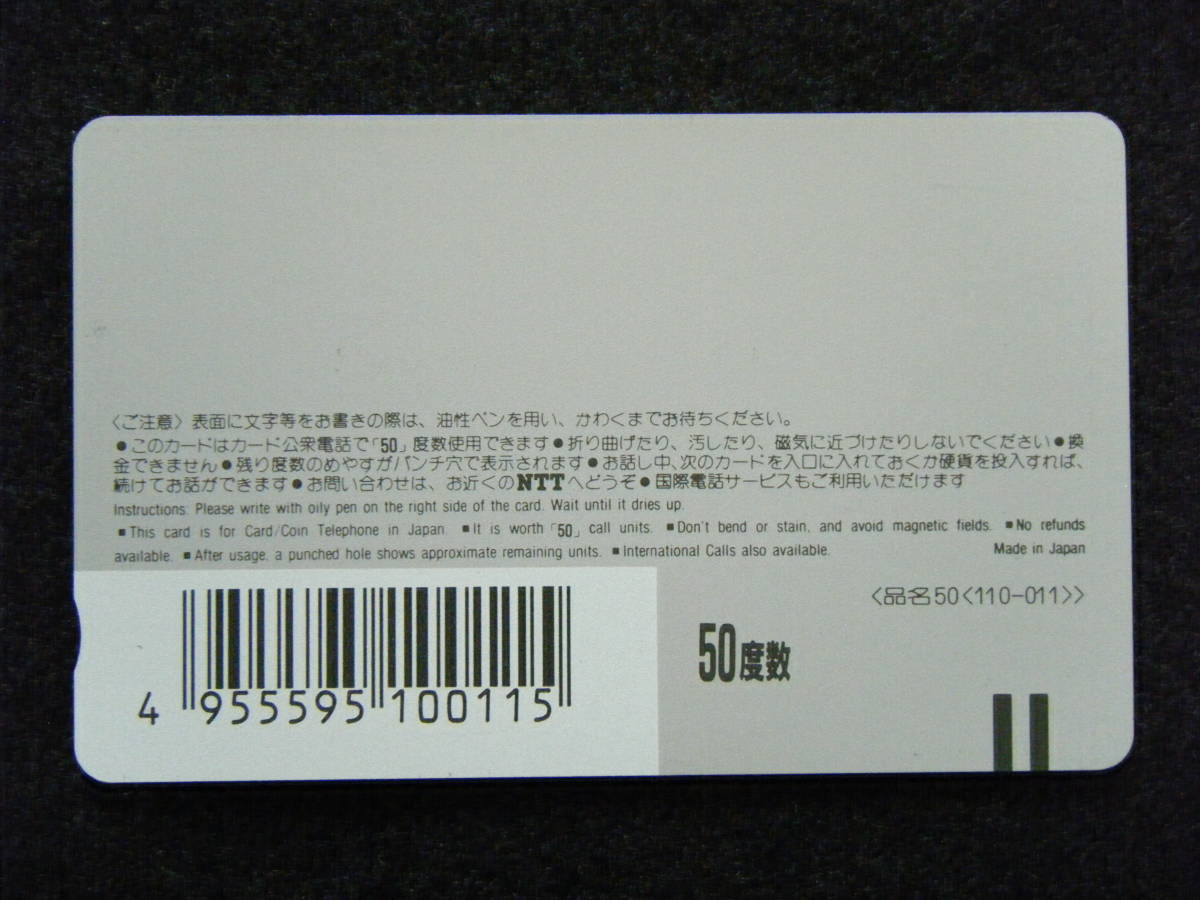 〈ご注意〉表面に文字等をお書きの際は、油性ペンを用い、かわくまでお待ちください。
●このカードはカード公衆電話で「50」度数使用できます●折り曲げたり、汚したり、磁気に近づけたりしないでください●換
金できません●残り度数のめやすがパンチ穴で表示されます●お話し中、次のカードを入口に入れておくか硬貨を投入すれば、
続けてお話ができます●お問い合わせは、お近くのNTTへどうぞ●国際電話サービスもご利用いただけます
Instructions: Please write with oily pen on the right side of the card. Wait until it dries up.
■This card is for Card/Coin Telephone in Japan. ■It is worth「50」call units. ■Don't bend or stain, and avoid magnetic fields. ■No refunds
available. ■After usage, a punched hole shows approximate remaining units. ■International Calls also available. Made in Japan
〈品名50〈110-011〉〉
50度数
4 955595 100115